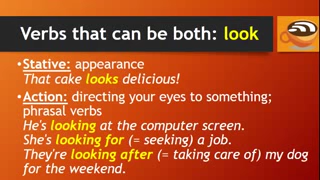 Verbs that can be both: look
•Stative: appearance
That cake looks delicious!
•Action: directing your eyes to something;
phrasal verbs
He's looking at the computer screen.
She's looking for (= seeking) a job.
They're looking after (= taking care of) my dog
for the weekend.